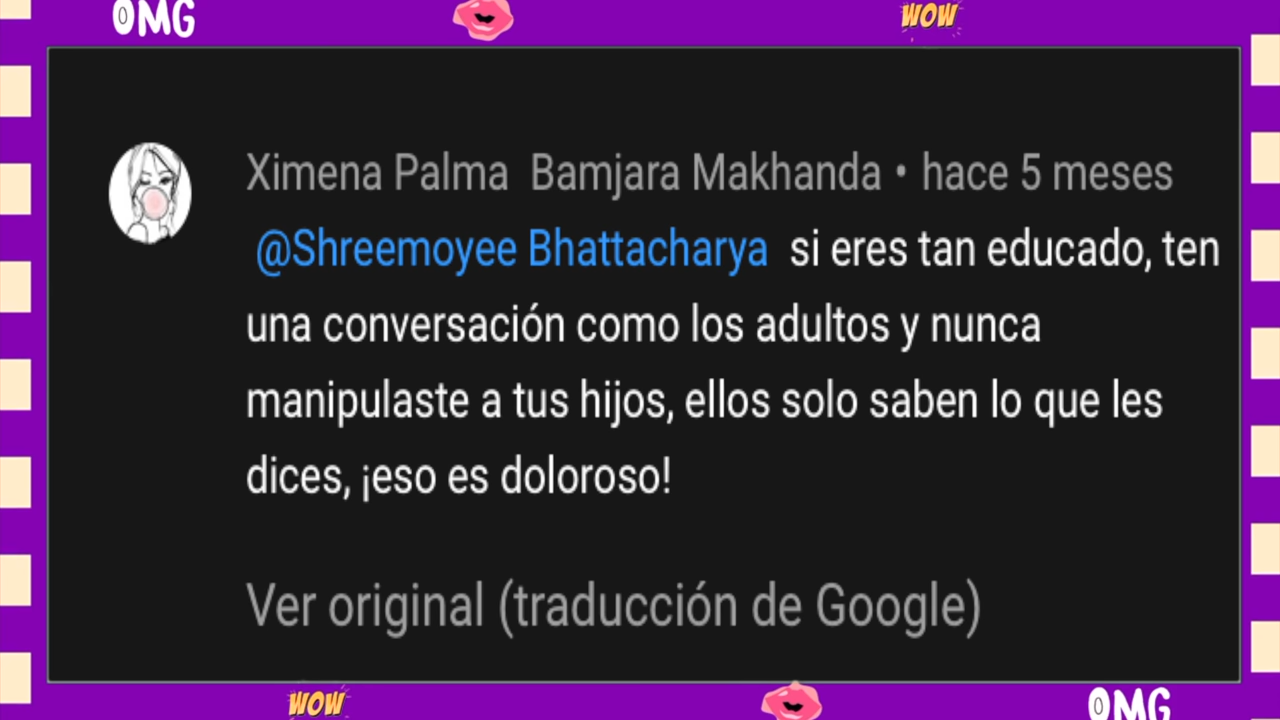 OMG
WOW
Ximena Palma Bamjara Makhanda • hace 5 meses
@Shreemoyee Bhattacharya si eres tan educado, ten
una conversación como los adultos y nunca
manipulaste a tus hijos, ellos solo saben lo que les
dices, ¡eso es doloroso!
Ver original (traducción de Google)
WOW
OMG